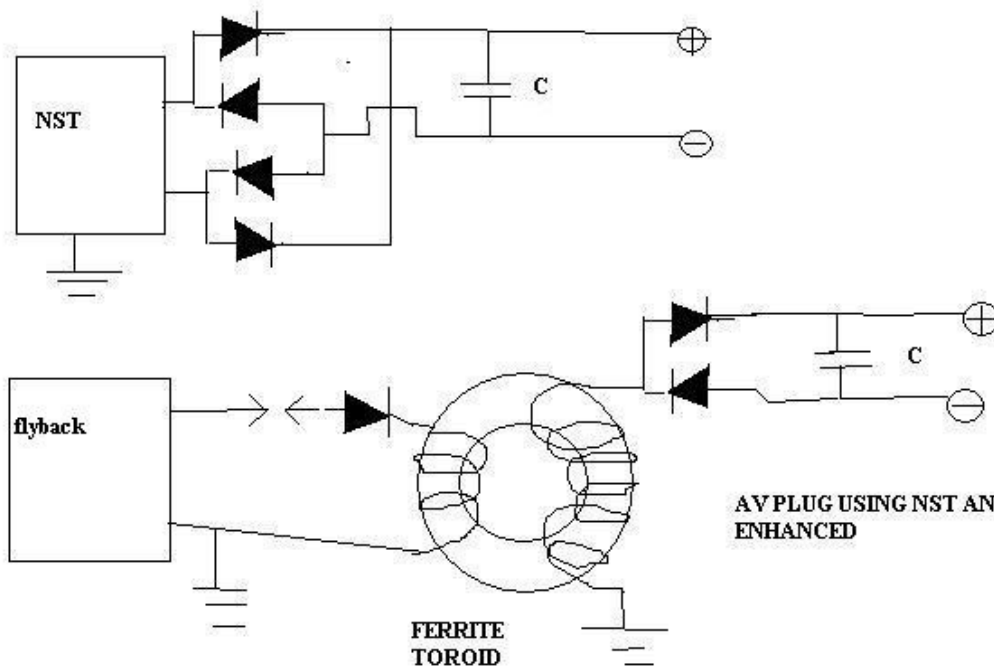 NST
C
flyback
C
AV PLUG USING NST AN
ENHANCED
FERRITE
TOROID